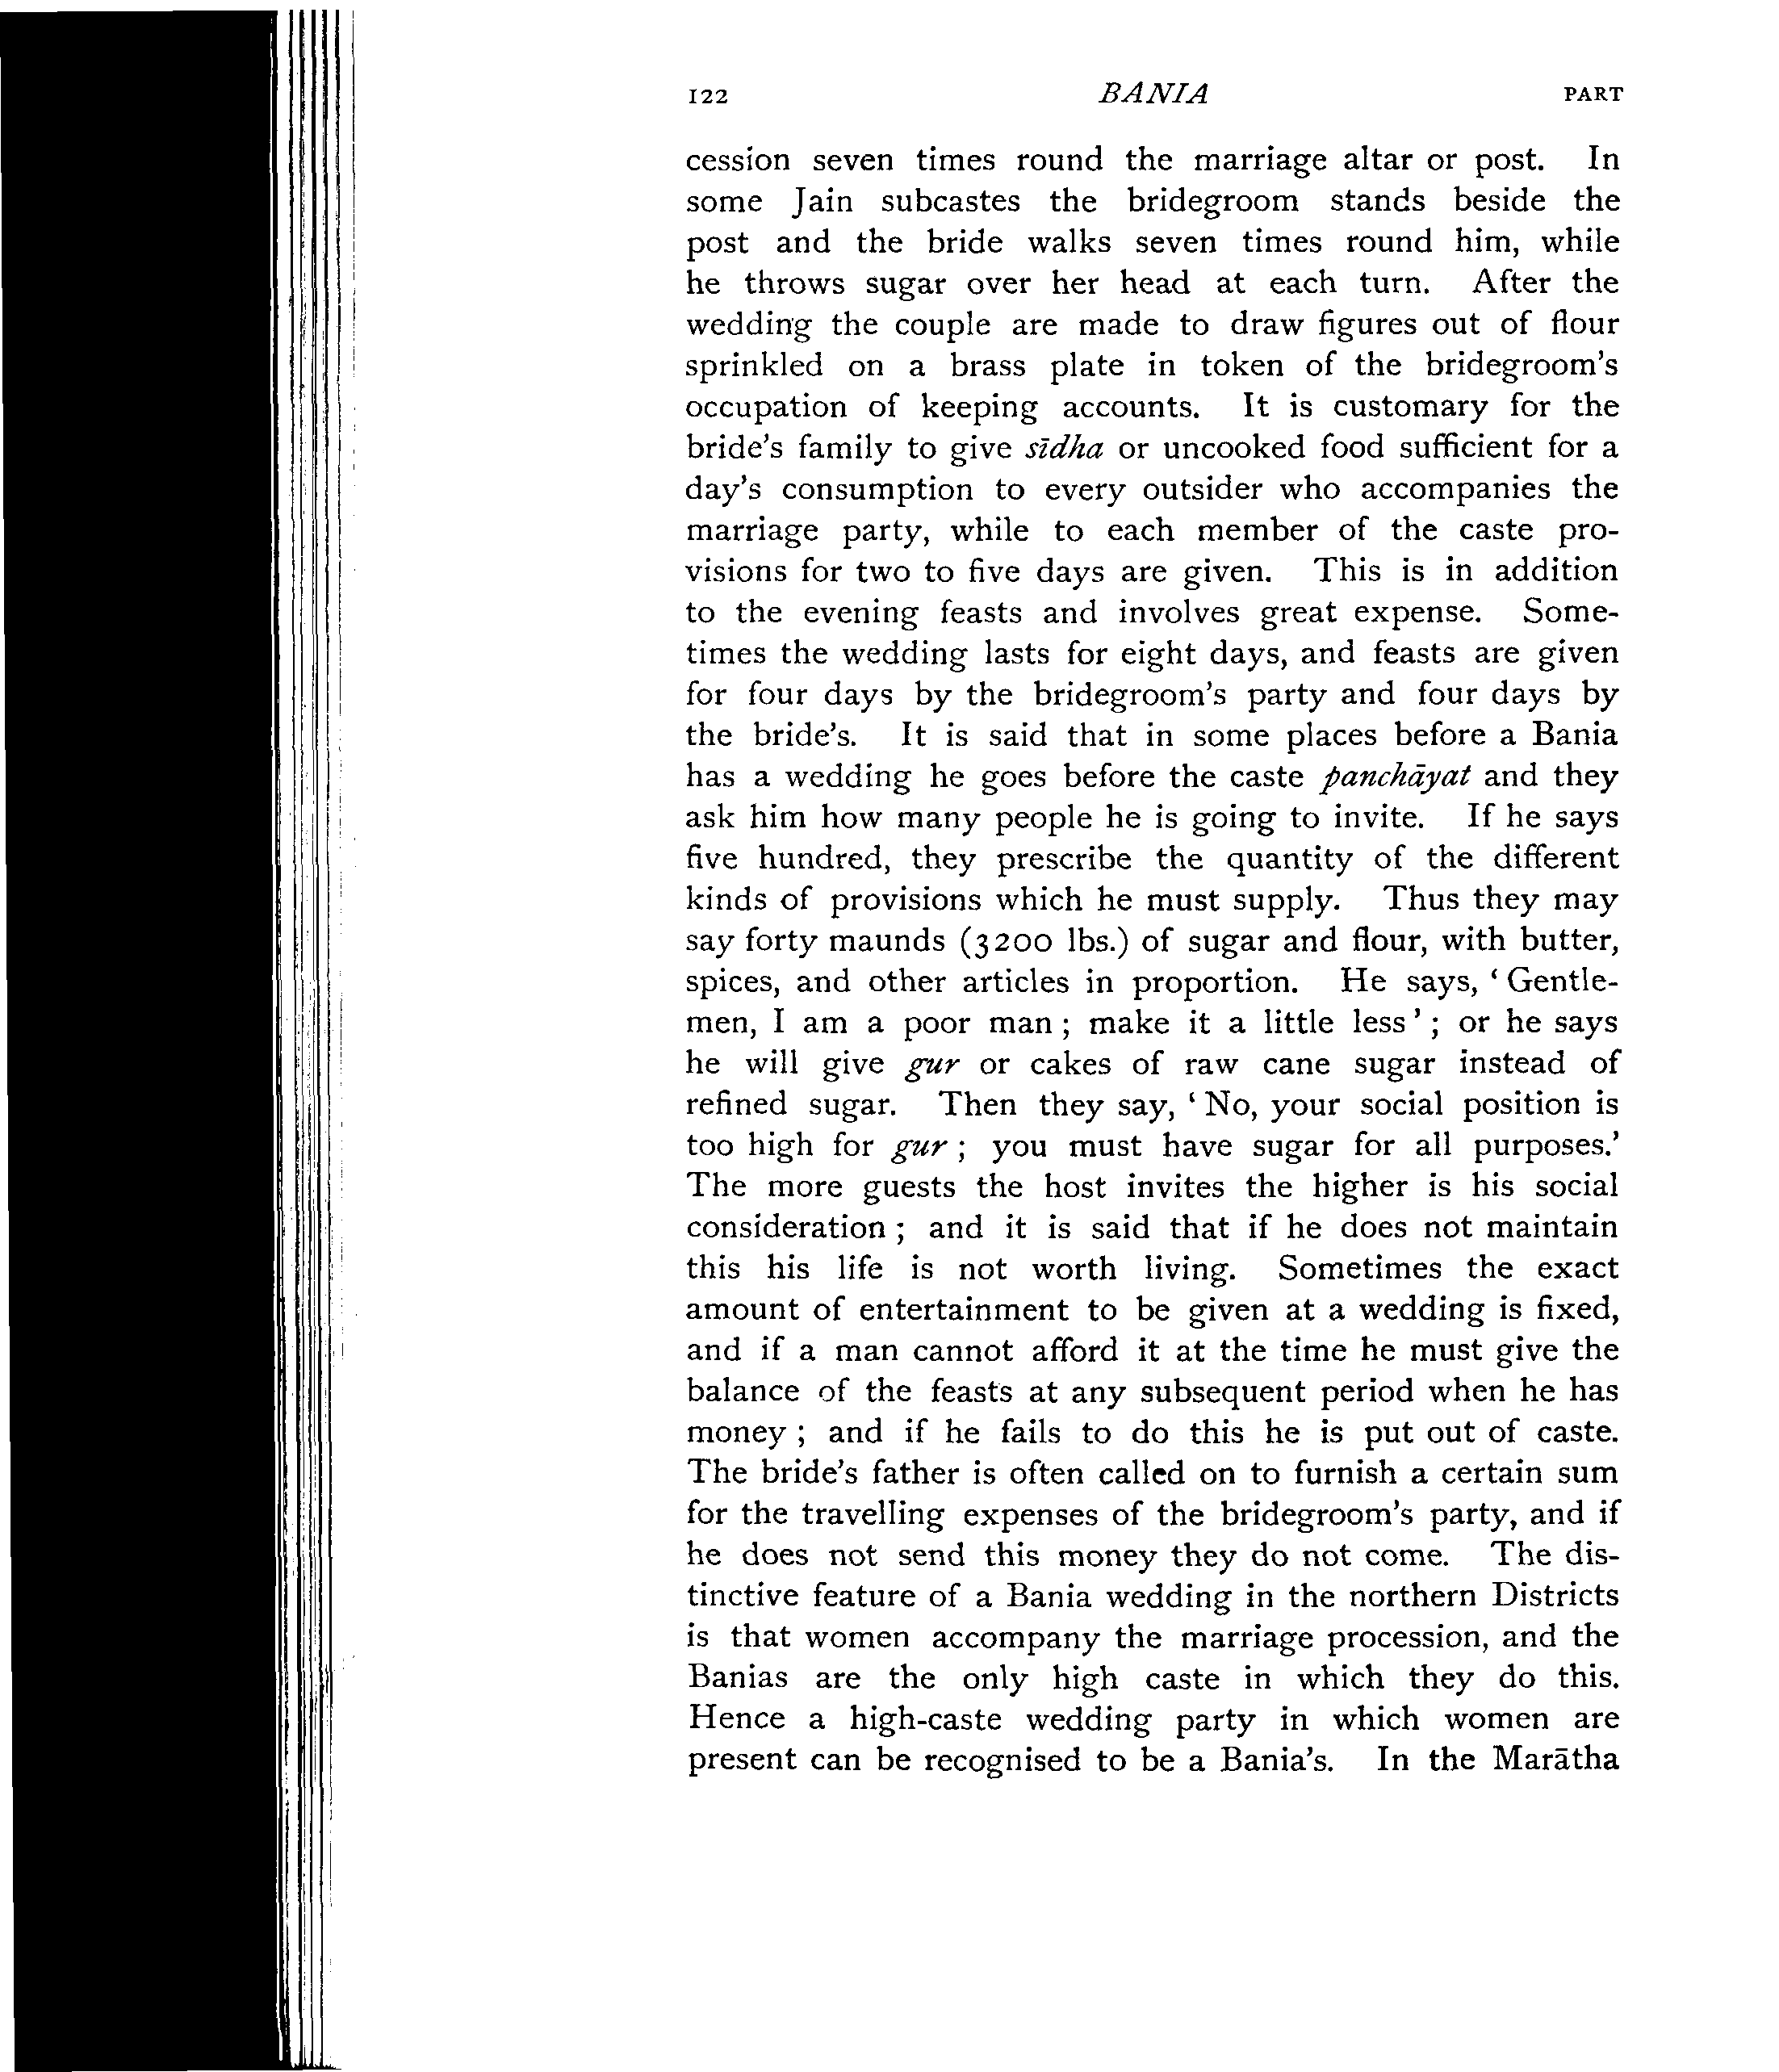 122 BANIA PART
cession seven times round the marriage altar or post. In
some Jain subcastes the bridegroom stands beside the
post and the bride walks seven times round him, while
he throws sugar over her head at each turn. After the
wedding the couple are made to draw figures out of flour
sprinkled on a brass plate in token of the bridegroom's
occupation of keeping accounts. It is customary for the
bride's family to give sīdha or uncooked food sufficient for a
day's consumption to every outsider who accompanies the
marriage party, while to each member of the caste pro-
visions for two to five days are given. This is in addition
to the evening feasts and involves great expense. Some-
times the wedding lasts for eight days, and feasts are given
for four days by the bridegroom's party and four days by
the bride's. It is said that in some places before a Bania
has a wedding he goes before the caste panchāyat and they
ask him how many people he is going to invite. If he says
five hundred, they prescribe the quantity of the different
kinds of provisions which he must supply. Thus they may
say forty maunds (3200 lbs.) of sugar and flour, with butter,
spices, and other articles in proportion. He says, ‘Gentle-
men, I am a poor man; make it a little less’; or he says
he will give gur or cakes of raw cane sugar instead of
refined sugar. Then they say, ‘No, your social position is
too high for gur; you must have sugar for all purposes.’
The more guests the host invites the higher is his social
consideration; and it is said that if he does not maintain
this his life is not worth living. Sometimes the exact
amount of entertainment to be given at a wedding is fixed,
and if a man cannot afford it at the time he must give the
balance of the feasts at any subsequent period when he has
money; and if he fails to do this he is put out of caste.
The bride's father is often called on to furnish a certain sum
for the travelling expenses of the bridegroom's party, and if
he does not send this money they do not come. The dis-
tinctive feature of a Bania wedding in the northern Districts
is that women accompany the marriage procession, and the
Banias are the only high caste in which they do this.
Hence a high-caste wedding party in which women are
present can be recognised to be a Bania's. In the Marātha